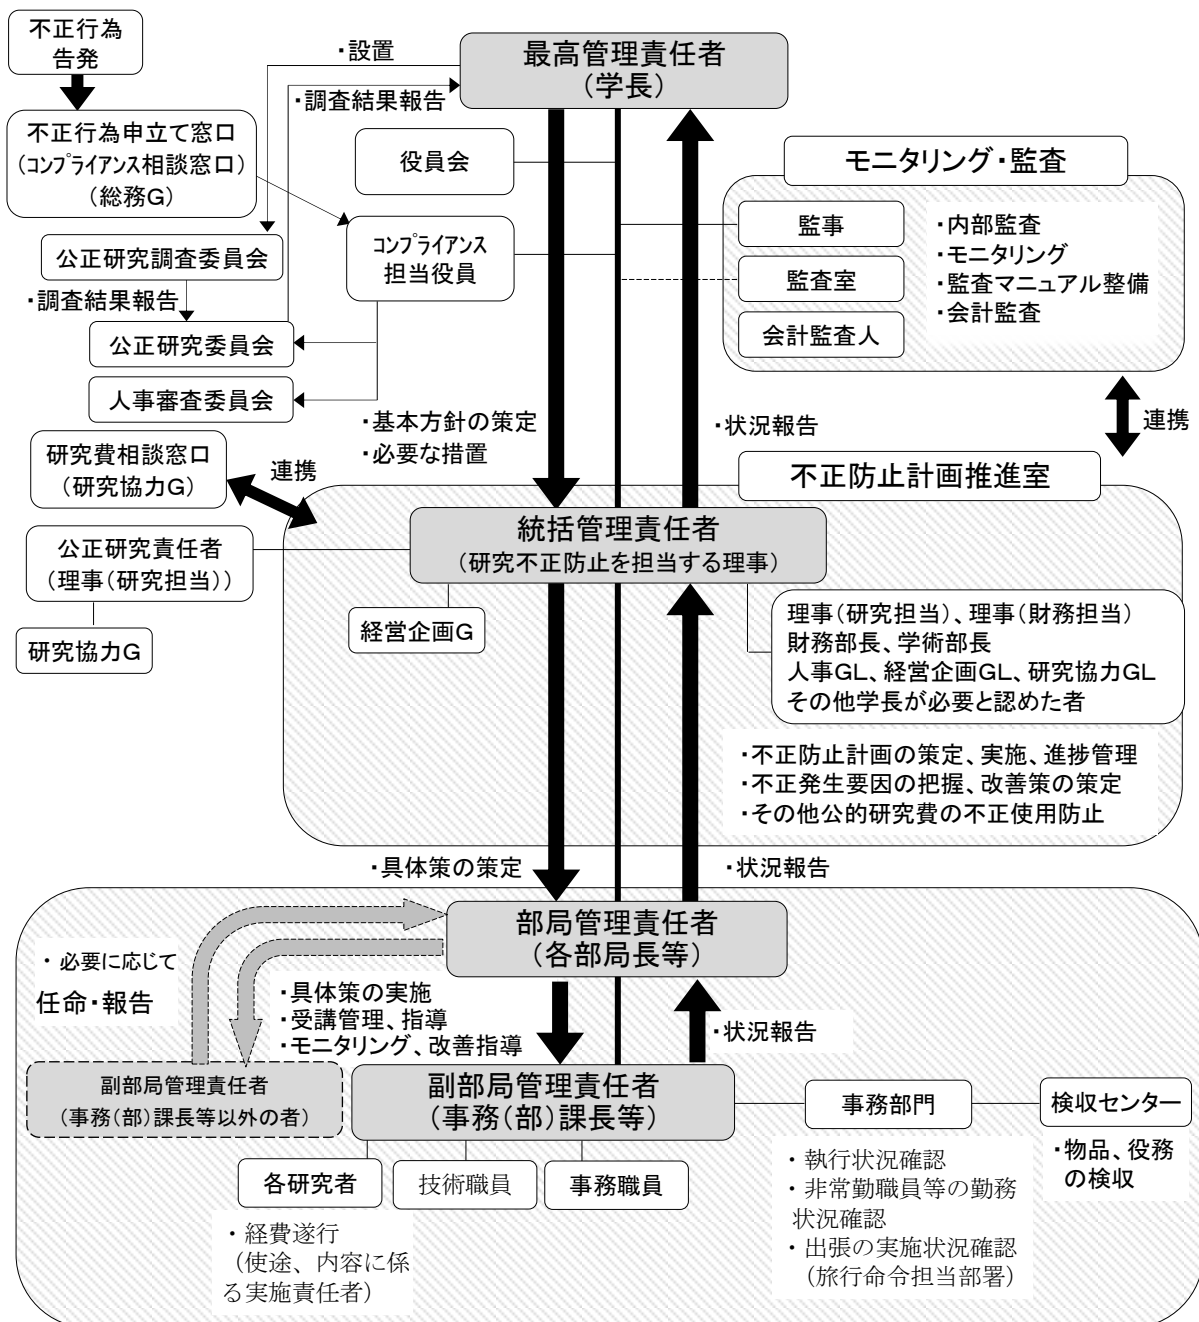 不正行為
告発
・設置
最高管理責任者
(学長)
・調査結果報告
不正行為申立て窓口
(コンプライアンス相談窓口)
(総務G)
役員会
モニタリング・監査
コンプライアンス
担当役員
監事
監査室
会計監査人
・内部監査
・モニタリング
・監査マニュアル整備
・会計監査
公正研究調査委員会
・調査結果報告
公正研究委員会
人事審査委員会
・基本方針の策定
・必要な措置
・状況報告
連携
研究費相談窓口
(研究協力G)
連携
不正防止計画推進室
統括管理責任者
(研究不正防止を担当する理事)
公正研究責任者
(理事(研究担当))
研究協力G
経営企画G
理事(研究担当)、理事(財務担当)
財務部長、学術部長
人事GL、経営企画GL、研究協力GL
その他学長が必要と認めた者
・不正防止計画の策定、実施、進捗管理
・不正発生要因の把握、改善策の策定
・その他公的研究費の不正使用防止
・具体策の策定
・状況報告
部局管理責任者
(各部局長等)
・必要に応じて
任命・報告
・具体策の実施
・受講管理、指導
・モニタリング、改善指導
・状況報告
副部局管理責任者
(事務(部)課長等以外の者)
副部局管理責任者
(事務(部)課長等)
事務部門
検収センター
・物品、役務
の検収
各研究者
技術職員
事務職員
・執行状況確認
・非常勤職員等の勤務
状況確認
・出張の実施状況確認
(旅行命令担当部署)
・経費遂行
(使途、内容に係
る実施責任者)